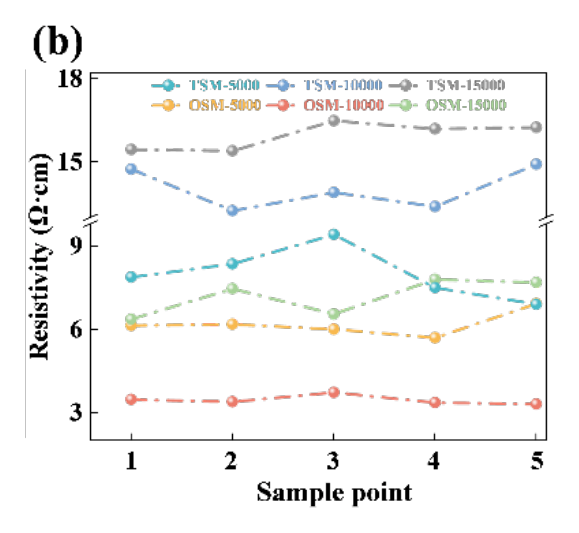 (b)
18
TSM-5000 TSM-10000 TSM-15000
OSM-5000 OSM-10000 OSM-15000
15
9
6
3
Resistivity (Ω·cm)
1 2 3 4 5
Sample point